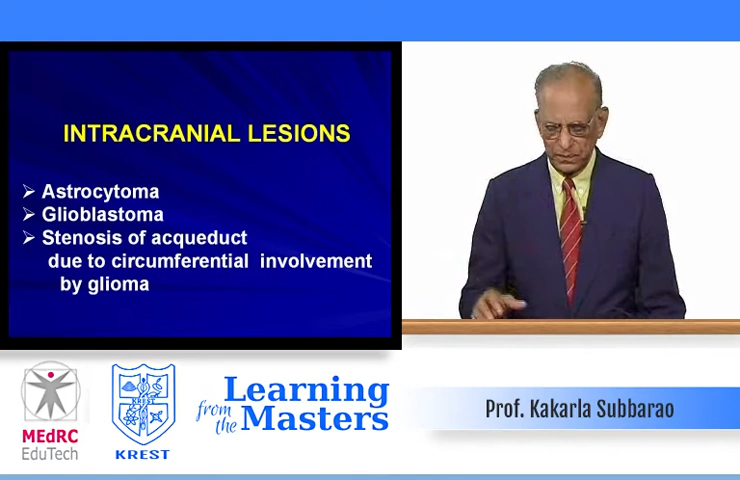 INTRACRANIAL LESIONS
➢ Astrocytoma
➢ Glioblastoma
➢ Stenosis of acqueduct
due to circumferential involvement
by glioma
MEdRC
EduTech
KREST
KREST
Learning
from the Masters
Prof. Kakarla Subbarao